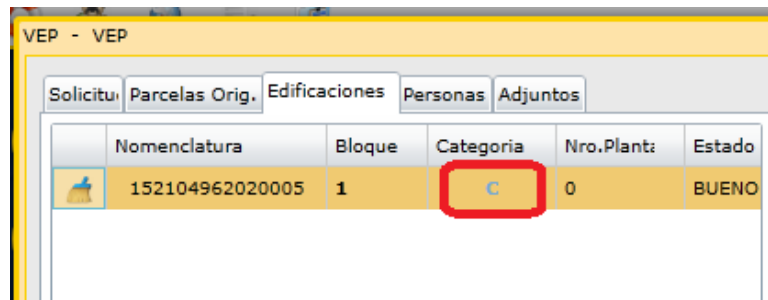 VEP - VEP
Solicitu Parcelas Orig. Edificaciones Personas Adjuntos
Nomenclatura Bloque Categoria Nro.Planta Estado
152104962020005 1 C 0 BUENO